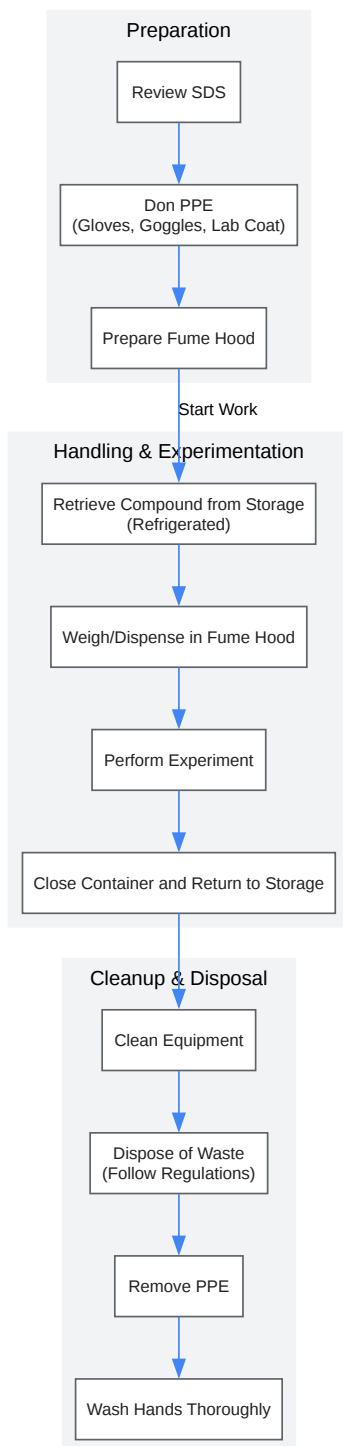 Preparation
Review SDS
Don PPE
(Gloves, Goggles, Lab Coat)
Prepare Fume Hood
Start Work
Handling & Experimentation
Retrieve Compound from Storage
(Refrigerated)
Weigh/Dispense in Fume Hood
Perform Experiment
Close Container and Return to Storage
Cleanup & Disposal
Clean Equipment
Dispose of Waste
(Follow Regulations)
Remove PPE
Wash Hands Thoroughly